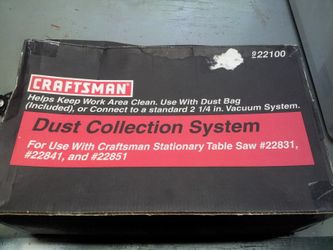 922100
CRAFTSMAN
Helps Keep Work Area Clean. Use With Dust Bag
(Included), or Connect to a standard 2 1/4 in. Vacuum System.
Dust Collection System
For Use With Craftsman Stationary Table Saw #22831,
#22841, and #22851